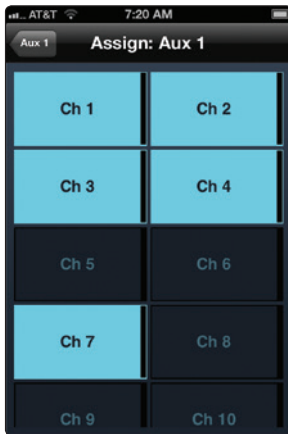 AT&T 7:20 AM
Aux 1 Assign: Aux 1
Ch 1 Ch 2
Ch 3 Ch 4
Ch 5 Ch 6
Ch 7 Ch 8
Ch 9 Ch 10